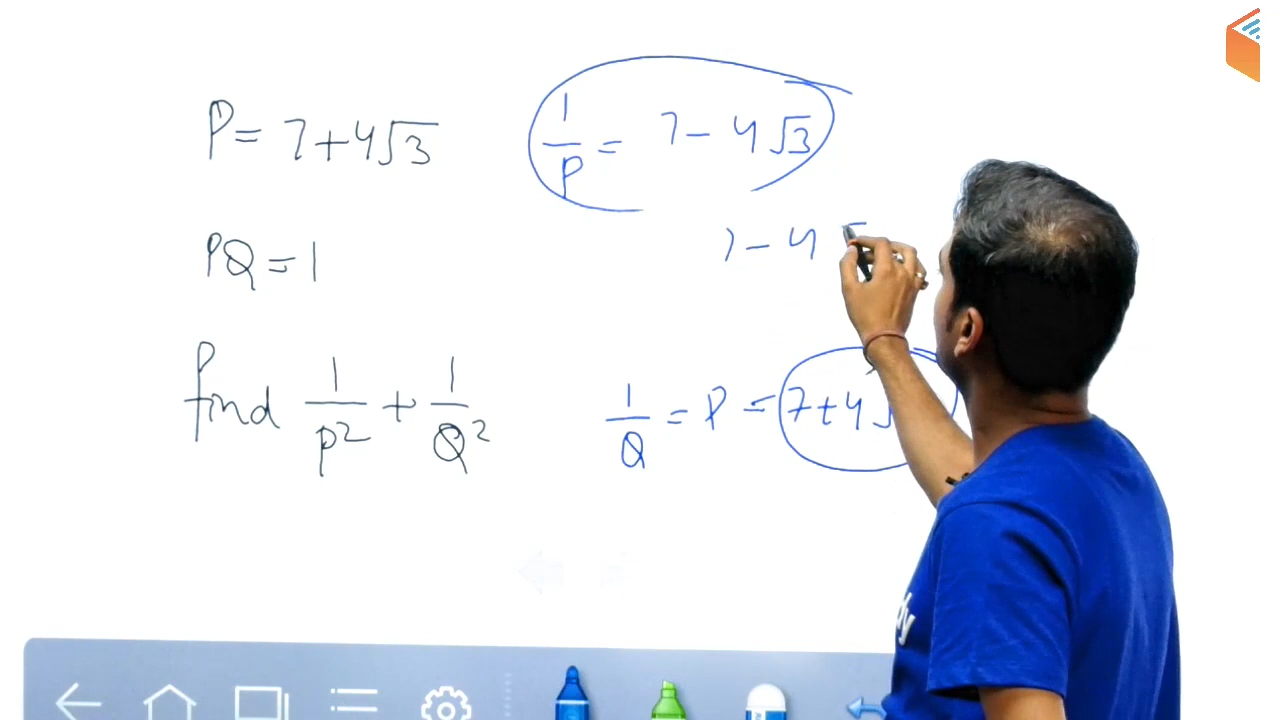 P = 7+4√3
1/P = 7 - 4√3
PQ = 1
7 - 4
find 1/P² + 1/Q²
1/Q = P = 7+4√
dy